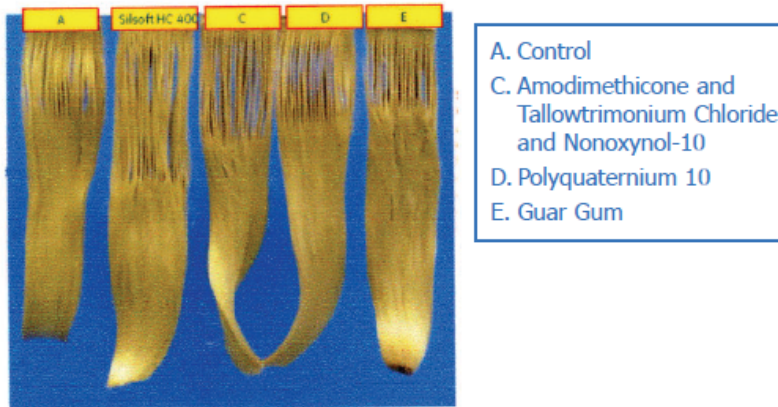 A
Silsoft HC 400
C
D
E
A. Control
C. Amodimethicone and
Tallowtrimonium Chloride
and Nonoxynol-10
D. Polyquaternium 10
E. Guar Gum